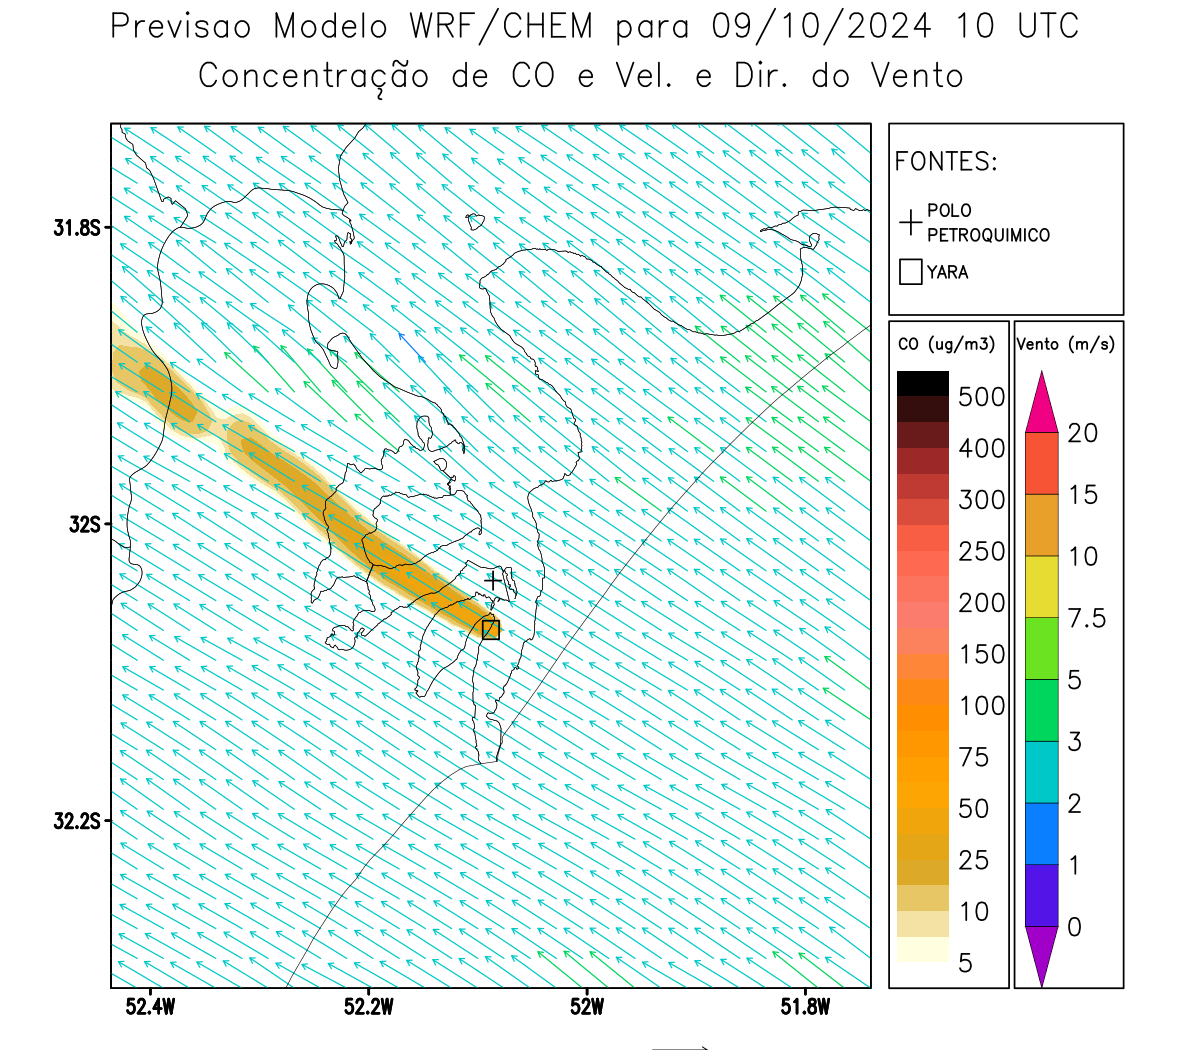 Previsao Modelo WRF/CHEM para 09/10/2024 10 UTC
Concentração de CO e Vel. e Dir. do Vento
FONTES:
POLO
PETROQUIMICO
YARA
CO (ug/m3)
500
400
300
250
200
150
100
75
50
25
10
5
Vento (m/s)
20
15
10
7.5
5
3
2
1
0
31.8S
32S
32.2S
52.4W
52.2W
52W
51.8W